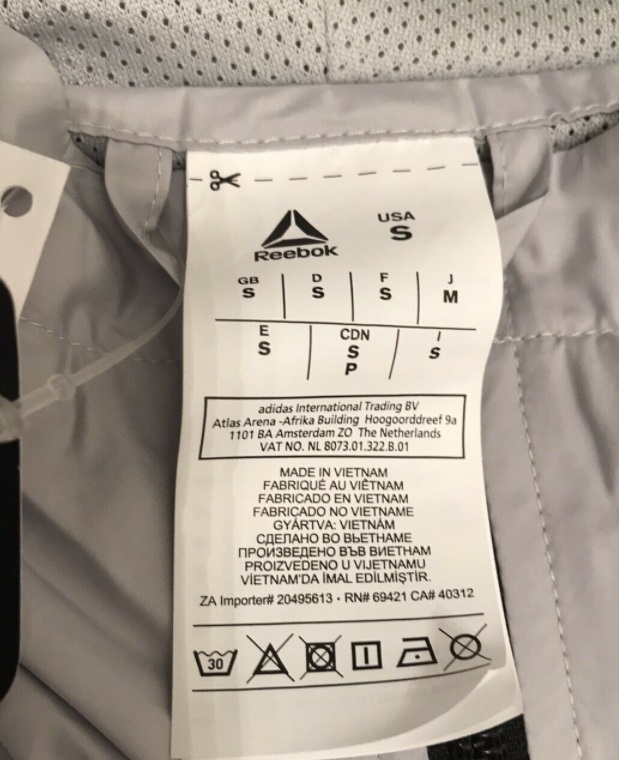 USA
S
Reebok
GB D F J
S S S M
E CDN I
S S S
P
adidas International Trading BV
Atlas Arena -Afrika Building Hoogoorddreef 9a
1101 BA Amsterdam ZO The Netherlands
VAT NO. NL 8073.01.322.B.01
MADE IN VIETNAM
FABRIQUÉ AU VIÊTNAM
FABRICADO EN VIETNAM
FABRICADO NO VIETNAME
GYÁRTVA: VIETNÁM
СДЕЛАНО ВО ВЬЕТНАМЕ
ПРОИЗВЕДЕНО ВЪВ ВИЕТНАМ
PROIZVEDENO U VIJETNAMU
VİETNAM'DA İMAL EDİLMİŞTİR.
ZA Importer# 20495613 · RN# 69421 CA# 40312
30